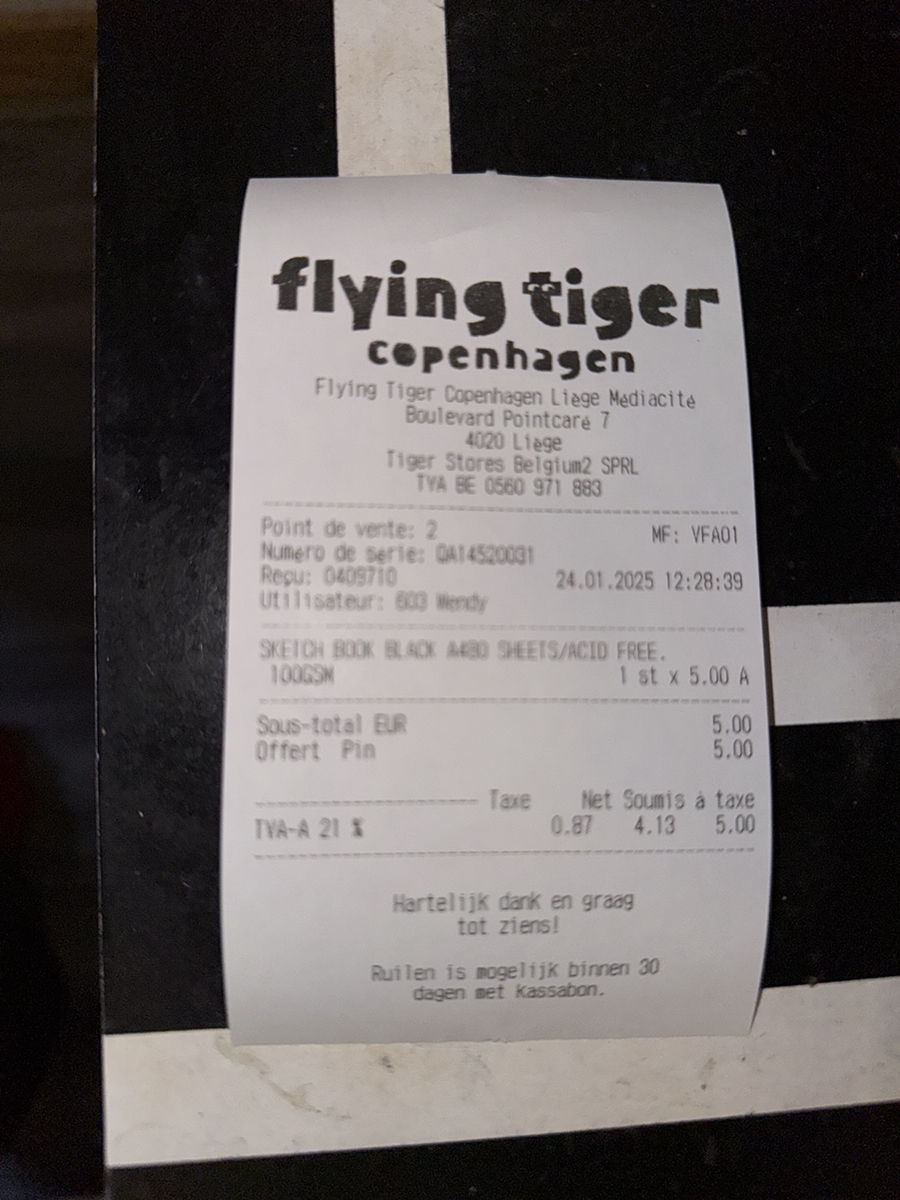 flying tiger
copenhagen
Flying Tiger Copenhagen Liège Médiacité
Boulevard Pointcaré 7
4020 Liège
Tiger Stores Belgium2 SPRL
TVA BE 0560 971 883
Point de vente: 2 MF: VFA01
Numéro de série: QA14520031
Reçu: 0409710 24.01.2025 12:28:39
Utilisateur: 603 Wendy
SKETCH BOOK BLACK A480 SHEETS/ACID FREE.
100GSM 1 st x 5.00 A
Sous-total EUR 5.00
Offert Pin 5.00
Taxe Net Soumis à taxe
TVA-A 21 % 0.87 4.13 5.00
Hartelijk dank en graag
tot ziens!
Ruilen is mogelijk binnen 30
dagen met kassabon.